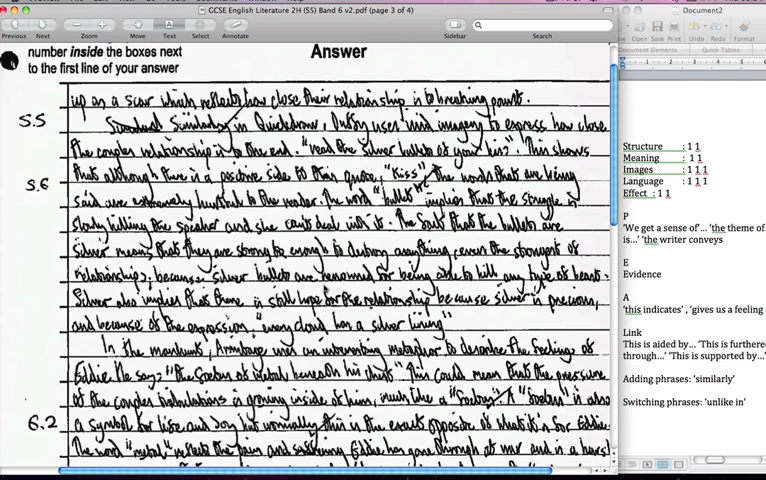 GCSE English Literature 2H (S5) Band 6 v2.pdf (page 3 of 4)
Document2
Previous
Next
Zoom
Move
Text
Select
Annotate
Sidebar
Search
Open
Save
Print
Undo
Redo
Format
Document Elements
Quick Tables
number inside the boxes next
to the first line of your answer
Answer
up as a scar which reflects how close their relationship is to breaking point.
S.5
Similarly in Quickdraw, Duffy uses vivid imagery to express how close
the couples relationship is to the end. "read the silver bullets of your kiss". This shows
S.6
that although there is a positive side to this quote, "kiss", the words that are being
said are extremely hurtful to the reader. The word "bullet" implies that the struggle is
slowly killing the speaker and she can't deal with it. The fact that the bullets are
silver means that they are strong enough to destroy anything, even the strongest of
relationships, because silver bullets are renowned for being able to kill any type of beast.
Silver also implies that there is still hope for the relationship because silver is precious,
and because of the expression, "every cloud has a silver lining"
In the manhunt, Armitage uses an interesting metaphor to describe the feelings of
Eddie. He says "the foetus of metal beneath his chest" This could mean that the pressure
of the couples tribulations is growing inside of him, much like a "foetus". A "foetus" is also
6.2
a symbol for life and joy but ironically this is the exact opposite of what it is for Eddie.
The word "metal" reflects the pain and suffering Eddie has gone through at war and is a harsh
Structure : 1 1
Meaning : 1 1
Images : 1 1 1
Language : 1 1 1
Effect : 1 1
P
'We get a sense of'... 'the theme of
is...' 'the writer conveys
E
Evidence
A
'this indicates' , 'gives us a feeling
Link
This is aided by... 'This is furthere
through...' 'This is supported by...'
Adding phrases: 'similarly'
Switching phrases: 'unlike in'